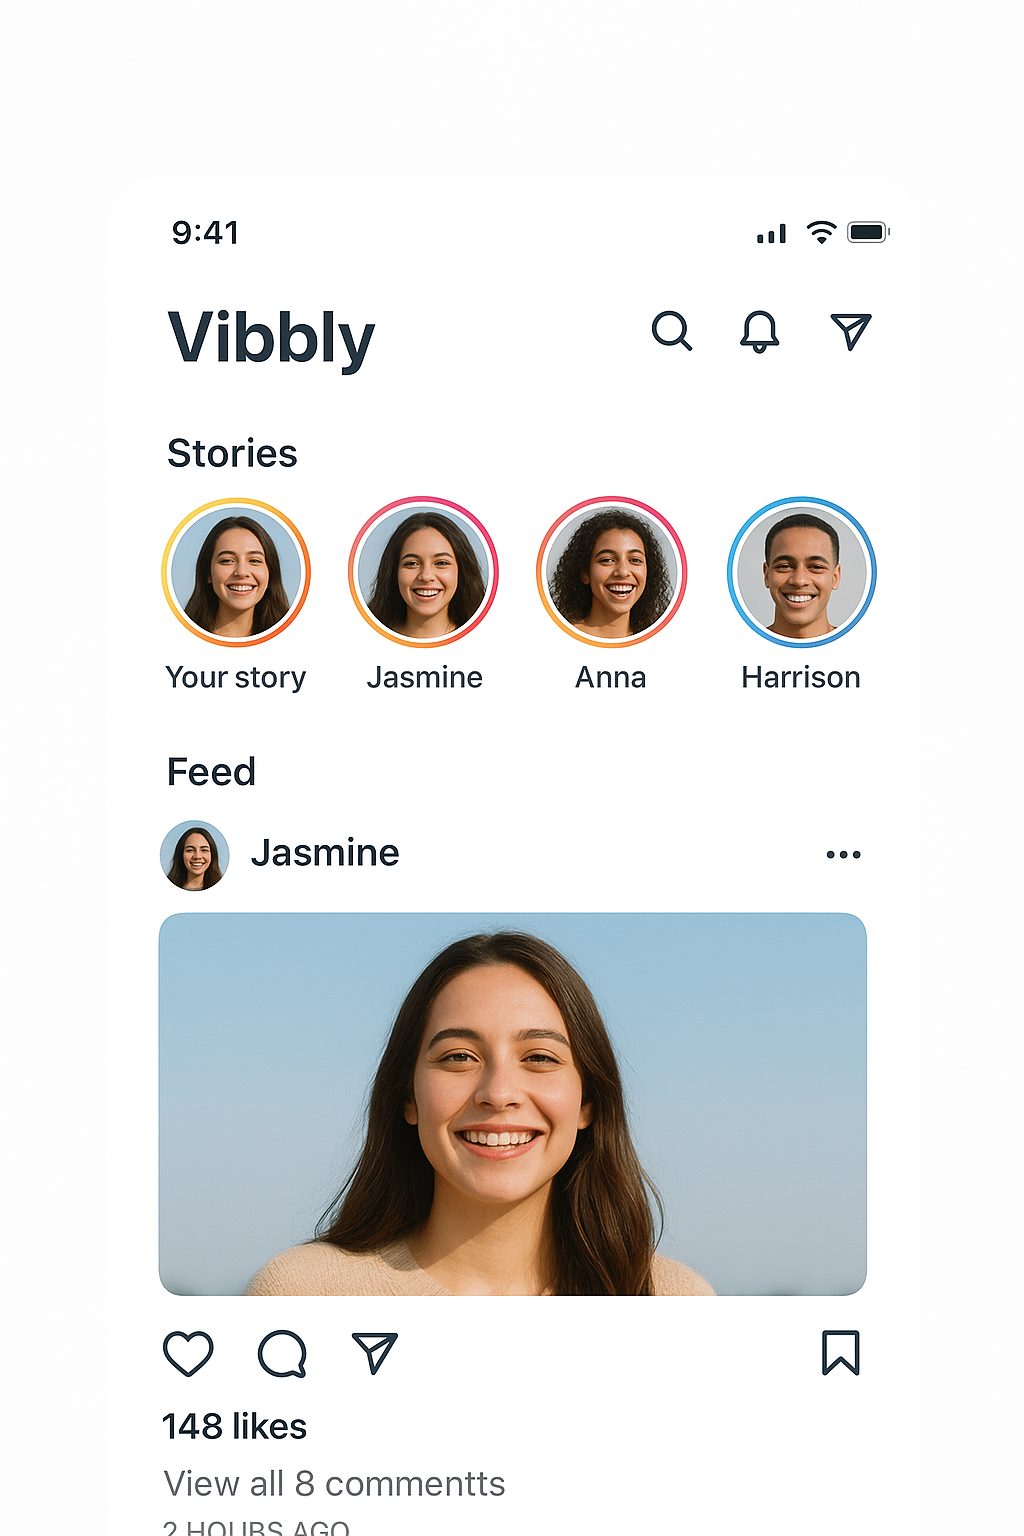 9:41
Vibbly
Stories
Your story Jasmine Anna Harrison
Feed
Jasmine
148 likes
View all 8 commentts
2 HOURS AGO